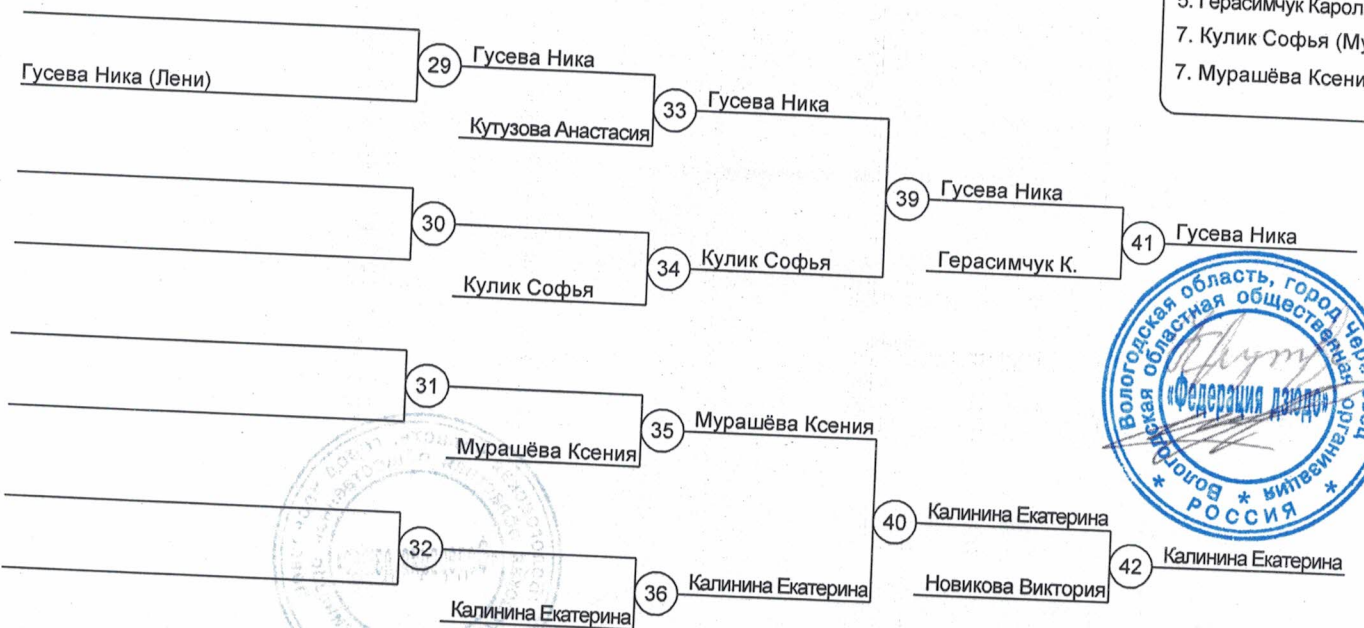 5. Герасимчук Карол
7. Кулик Софья (Му
7. Мурашёва Ксени
Гусева Ника (Лени)
29
Гусева Ника
Кутузова Анастасия
33
Гусева Ника
30
Кулик Софья
34
Кулик Софья
39
Гусева Ника
Герасимчук К.
41
Гусева Ника
31
Мурашёва Ксения
35
Мурашёва Ксения
32
Калинина Екатерина
36
Калинина Екатерина
40
Калинина Екатерина
Новикова Виктория
42
Калинина Екатерина
Вологодская область, город Чере
Вологодская областная общественная организация
«Федерация дзюдо»
* РОССИЯ *